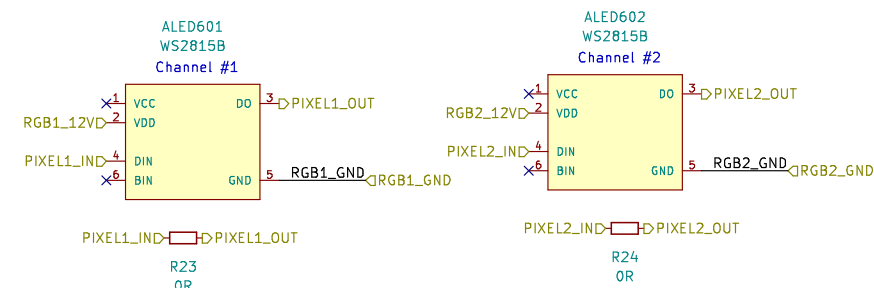 ALED601
WS2815B
Channel #1
1 VCC DO 3 PIXEL1_OUT
RGB1_12V 2 VDD
PIXEL1_IN 4 DIN
6 BIN GND 5 RGB1_GND RGB1_GND
PIXEL1_IN PIXEL1_OUT
R23
0R
ALED602
WS2815B
Channel #2
1 VCC DO 3 PIXEL2_OUT
RGB2_12V 2 VDD
PIXEL2_IN 4 DIN
6 BIN GND 5 RGB2_GND RGB2_GND
PIXEL2_IN PIXEL2_OUT
R24
0R